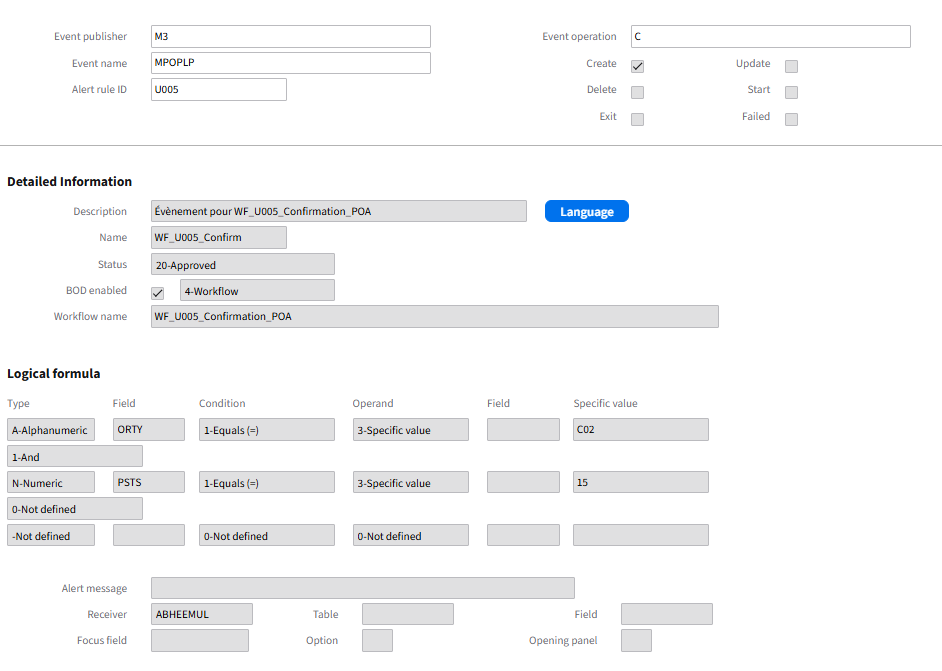 Event publisher M3 Event operation C
Event name MPOPLP Create Update
Alert rule ID U005 Delete Start
Exit Failed
Detailed Information
Description Évènement pour WF_U005_Confirmation_POA Language
Name WF_U005_Confirm
Status 20-Approved
BOD enabled 4-Workflow
Workflow name WF_U005_Confirmation_POA
Logical formula
Type Field Condition Operand Field Specific value
A-Alphanumeric ORTY 1-Equals (=) 3-Specific value C02
1-And
N-Numeric PSTS 1-Equals (=) 3-Specific value 15
0-Not defined
-Not defined 0-Not defined 0-Not defined
Alert message
Receiver ABHEEMUL Table Field
Focus field Option Opening panel